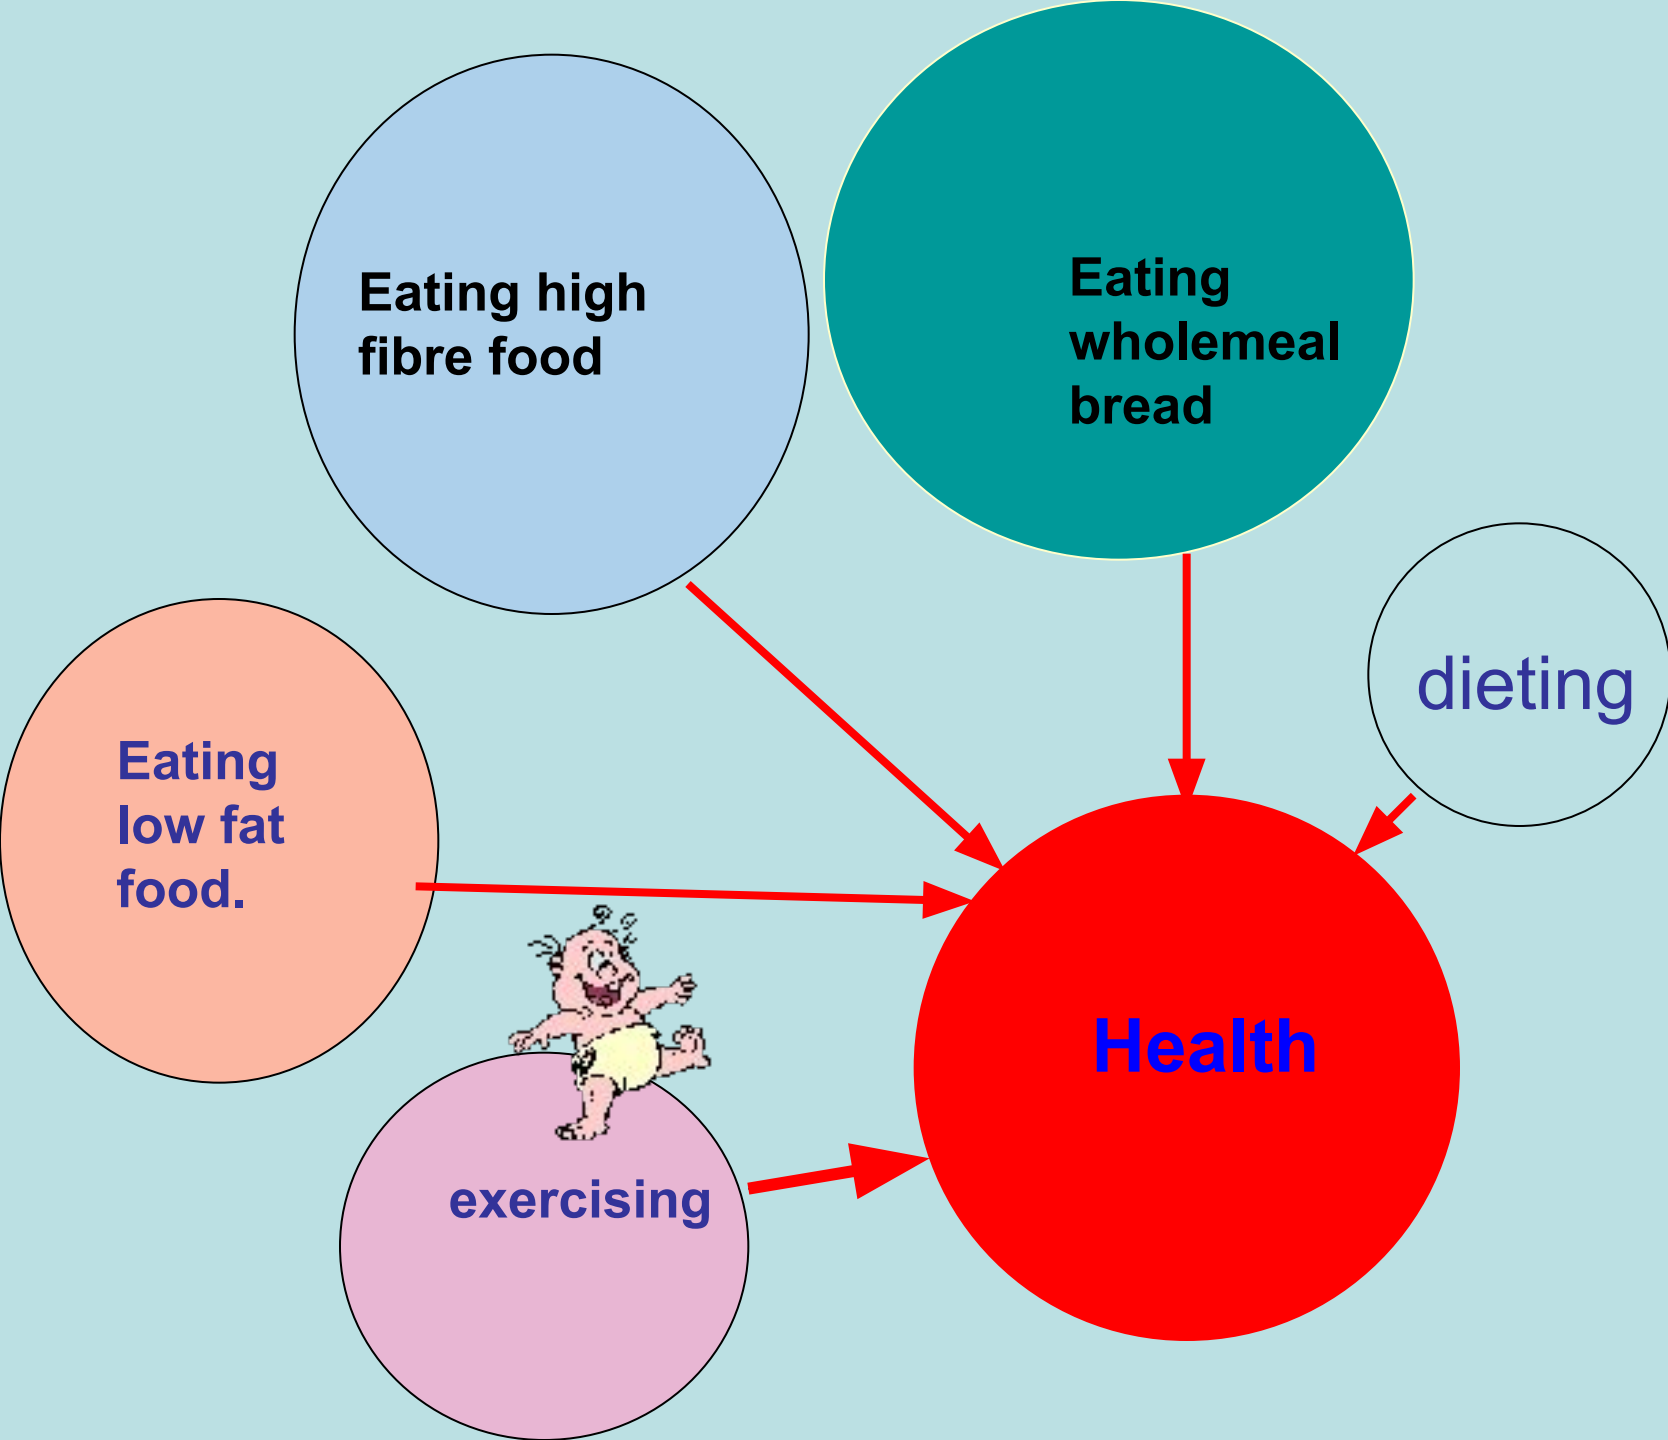 Eating high
fibre food
Eating
wholemeal
bread
dieting
Eating
low fat
food.
Health
exercising